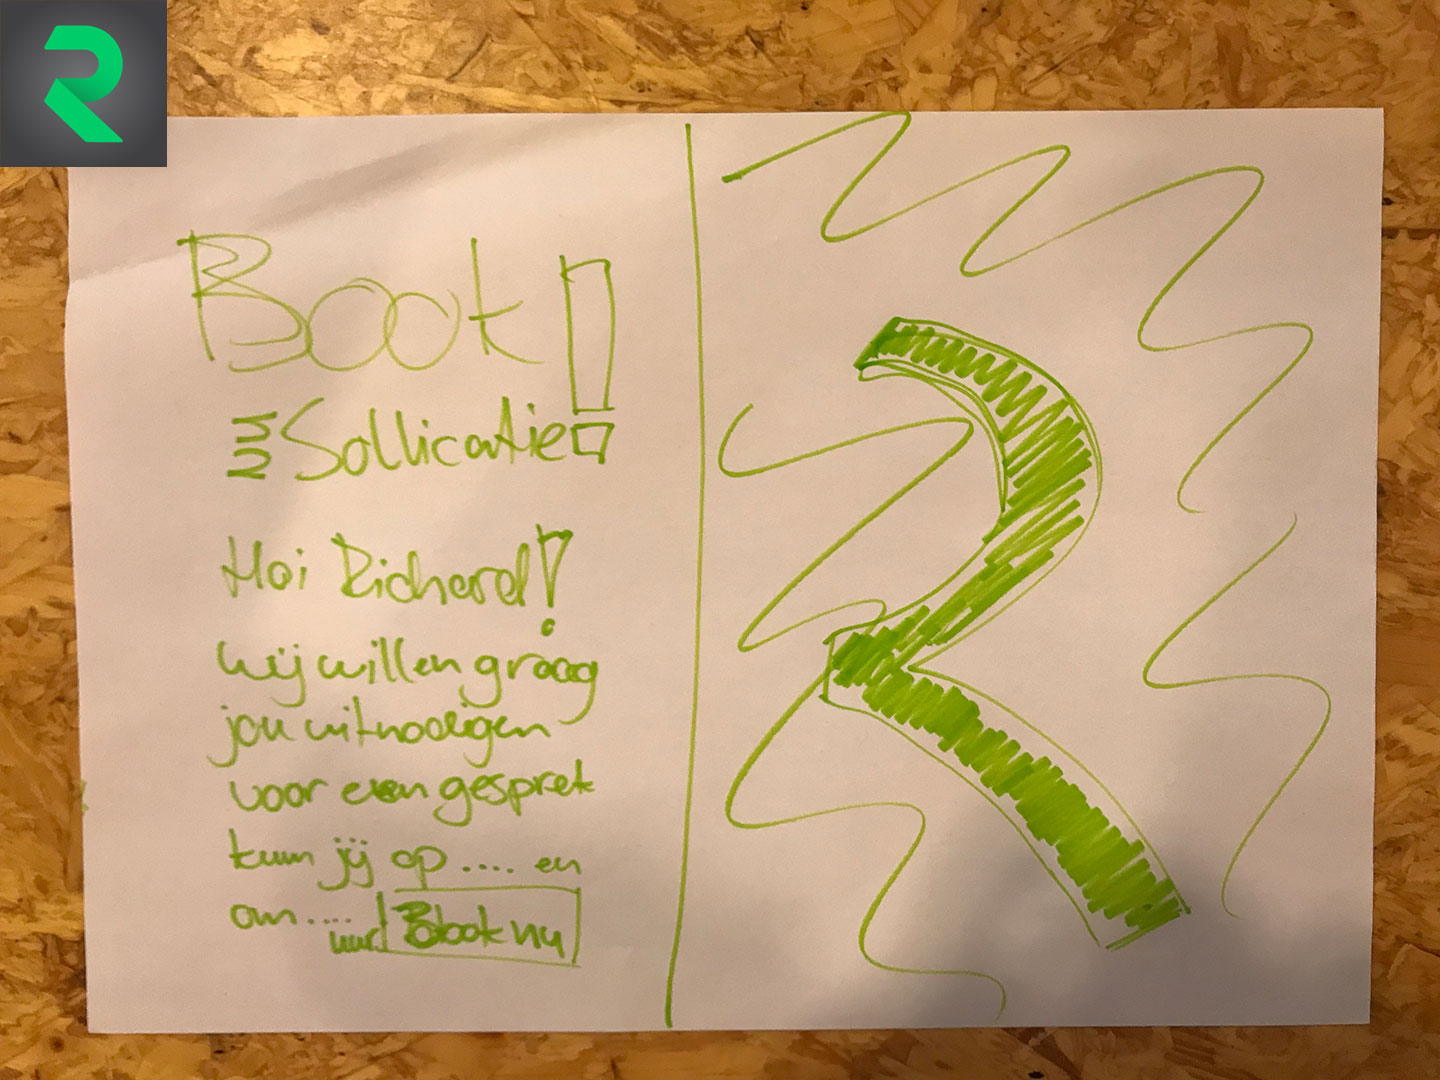 R
Book!
Sollicatie
Hoi Richard!
wij willen graag
jou uitnodigen
voor een gesprek
kun jij op .... en
om .... uur Book nu
R